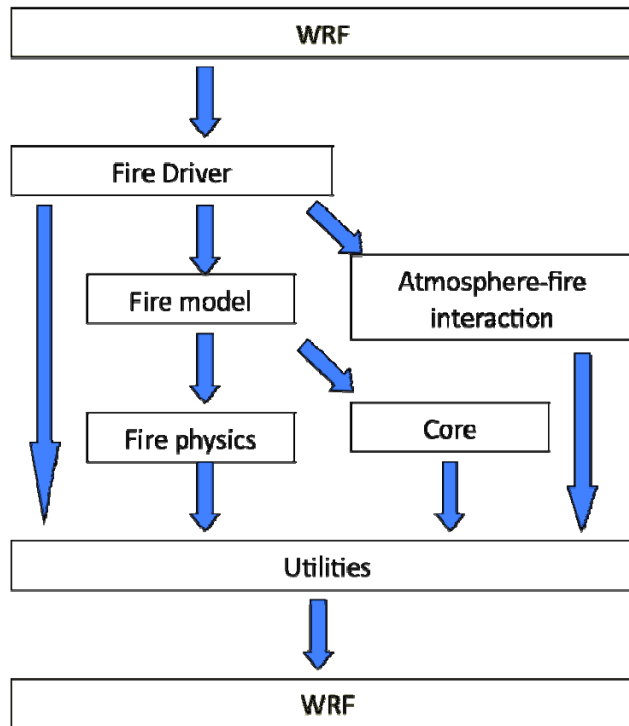 WRF
Fire Driver
Fire model
Atmosphere-fire
interaction
Fire physics
Core
Utilities
WRF